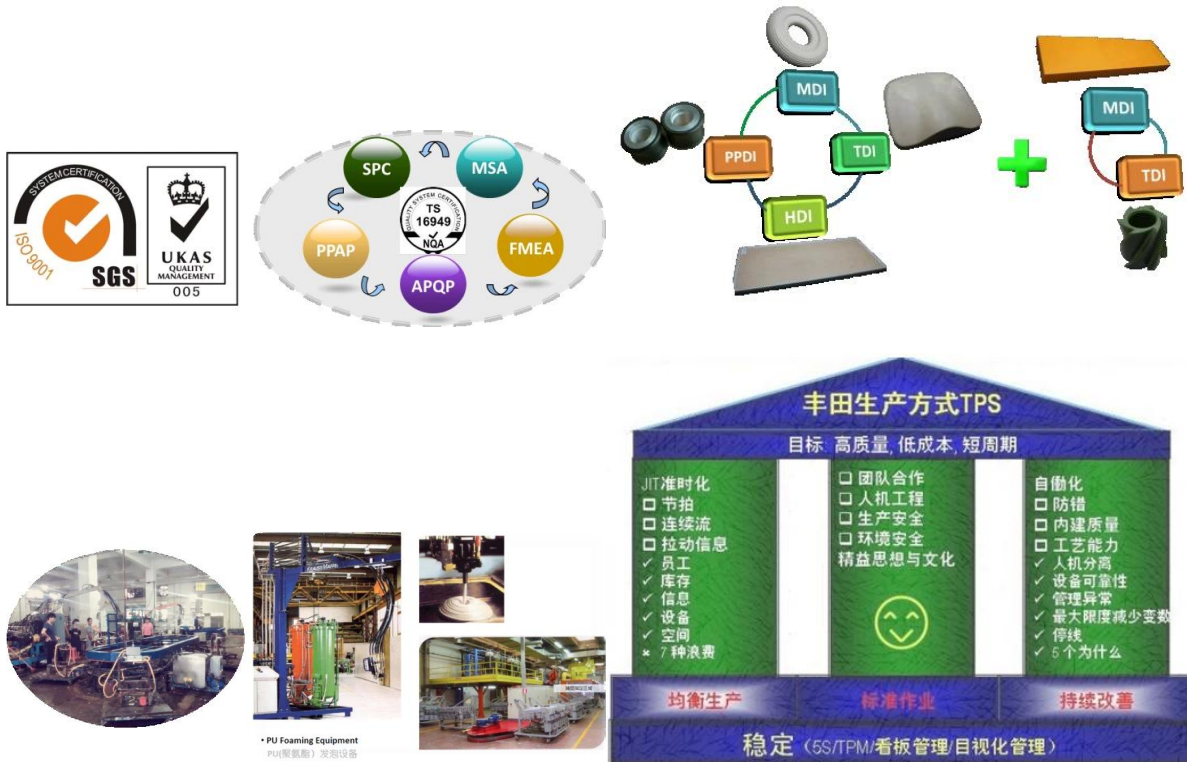 SYSTEM CERTIFICATION
ISO 9001
SGS
UKAS
QUALITY
MANAGEMENT
005
SPC
MSA
PPAP
FMEA
APQP
QUALITY SYSTEM CERTIFICATION
TS
16949
NQA
MDI
PPDI
TDI
HDI
MDI
TDI
• PU Foaming Equipment
PU(聚氨酯）发泡设备
丰田生产方式TPS
目标: 高质量, 低成本, 短周期
JIT准时化
☐ 节拍
☐ 连续流
☐ 拉动信息
✓ 员工
✓ 库存
✓ 信息
✓ 设备
✓ 空间
× 7种浪费
☐ 团队合作
☐ 人机工程
☐ 生产安全
☐ 环境安全
精益思想与文化
自働化
☐ 防错
☐ 内建质量
☐ 工艺能力
✓ 人机分离
✓ 设备可靠性
✓ 管理异常
✓ 最大限度减少变数
✓ 停线
✓ 5个为什么
均衡生产
标准作业
持续改善
稳定（5S/TPM/看板管理/目视化管理）